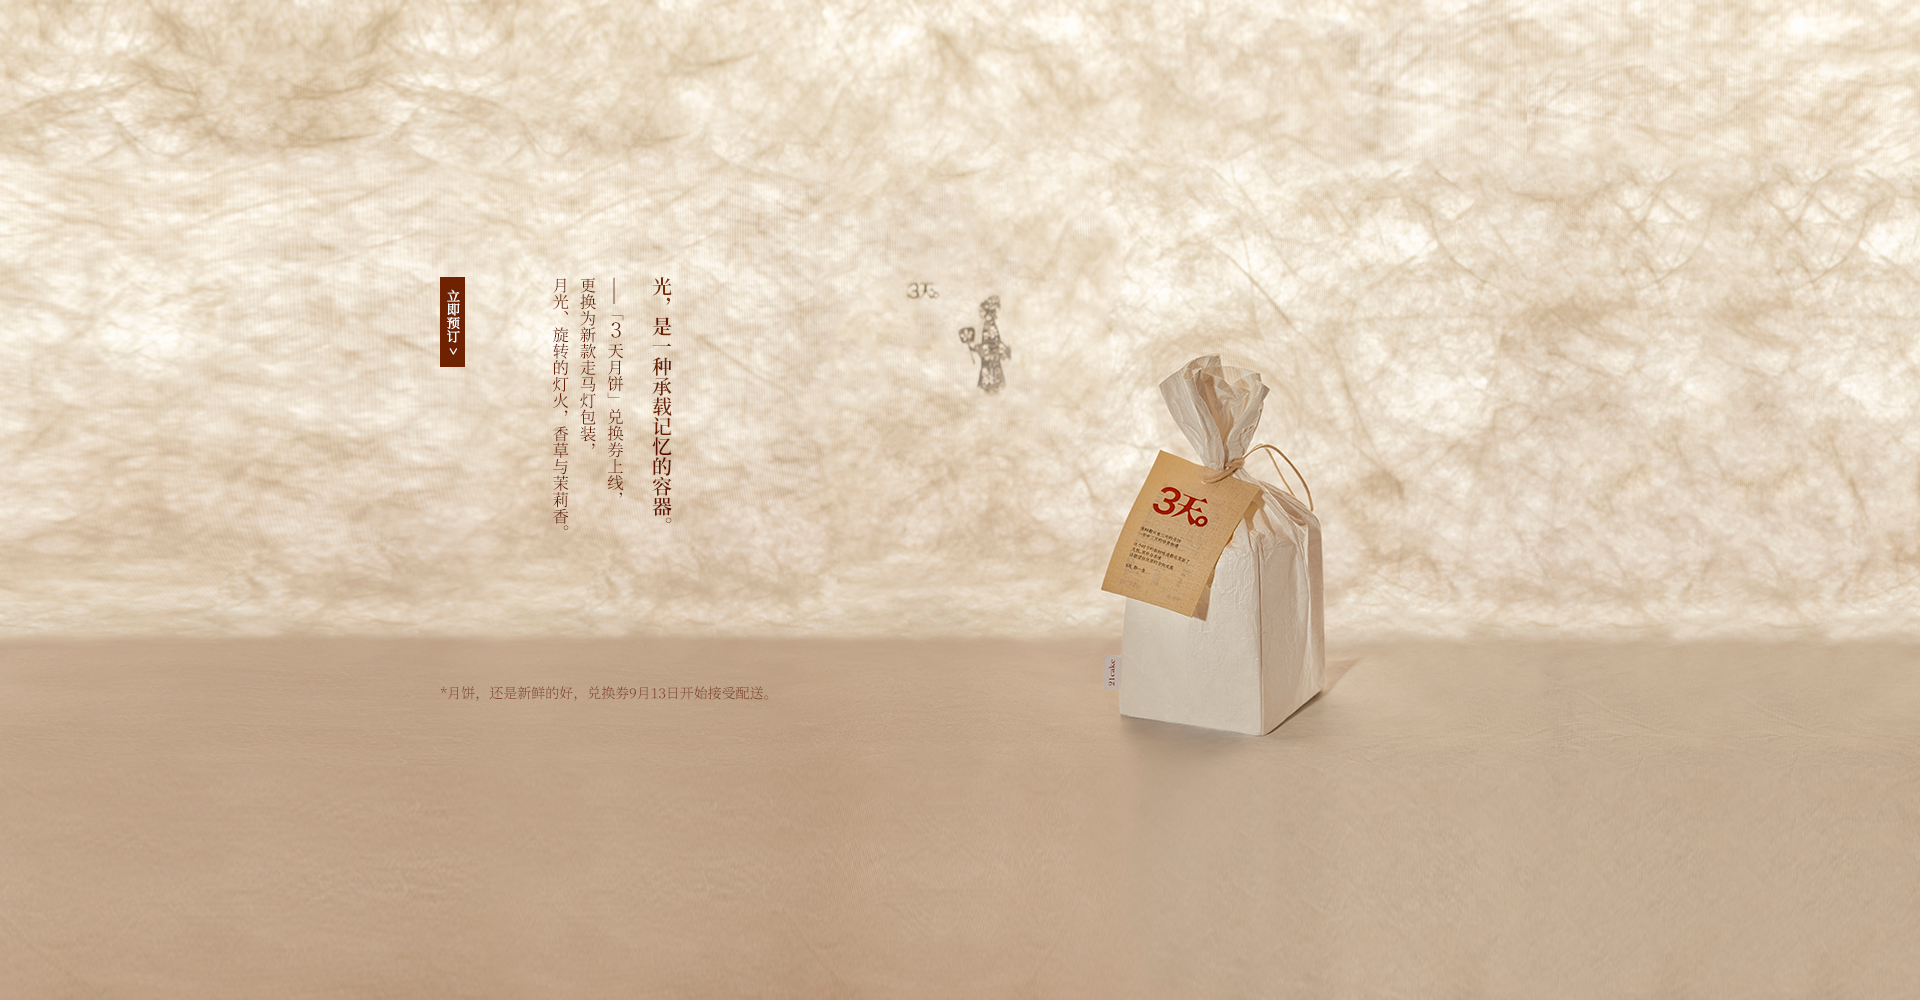 光，是一种承载记忆的容器。
——「3天月饼」兑换券上线，
更换为新款走马灯包装，
月光、旋转的灯火，香草与茉莉香。
立即预订
3天。
3天。
21cake
*月饼，还是新鲜的好，兑换券9月13日开始接受配送。